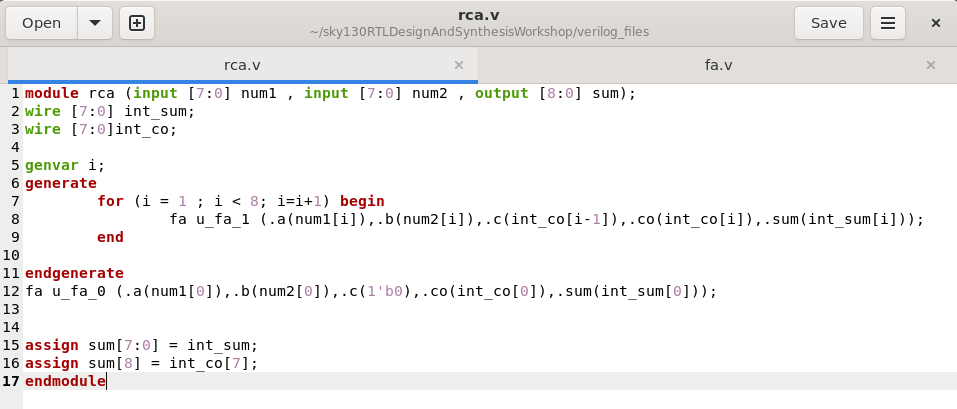 Open
rca.v
~/sky130RTLDesignAndSynthesisWorkshop/verilog_files
Save
rca.v
fa.v
1 module rca (input [7:0] num1 , input [7:0] num2 , output [8:0] sum);
2 wire [7:0] int_sum;
3 wire [7:0]int_co;
4
5 genvar i;
6 generate
7         for (i = 1 ; i < 8; i=i+1) begin
8                 fa u_fa_1 (.a(num1[i]),.b(num2[i]),.c(int_co[i-1]),.co(int_co[i]),.sum(int_sum[i]));
9         end
10
11 endgenerate
12 fa u_fa_0 (.a(num1[0]),.b(num2[0]),.c(1'b0),.co(int_co[0]),.sum(int_sum[0]));
13
14
15 assign sum[7:0] = int_sum;
16 assign sum[8] = int_co[7];
17 endmodule